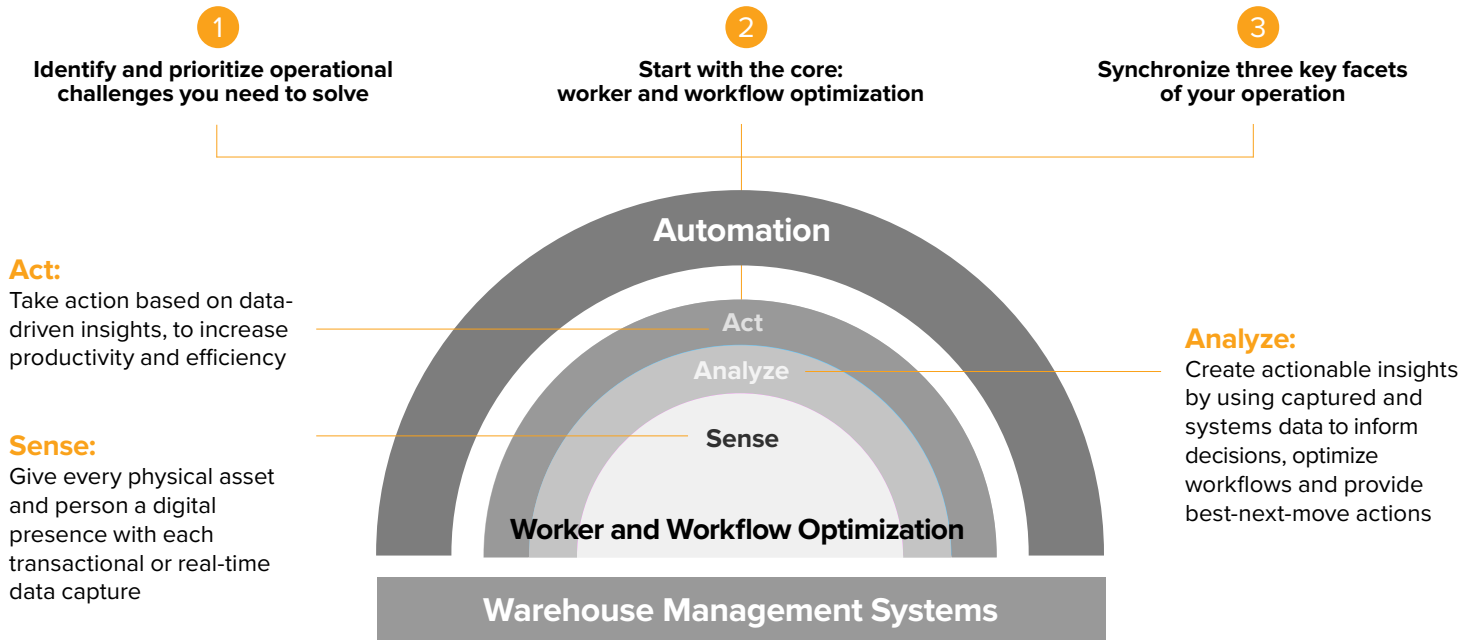 1
Identify and prioritize operational
challenges you need to solve
2
Start with the core:
worker and workflow optimization
3
Synchronize three key facets
of your operation
Automation
Act:
Take action based on data-
driven insights, to increase
productivity and efficiency
Sense:
Give every physical asset
and person a digital
presence with each
transactional or real-time
data capture
Act
Analyze
Sense
Worker and Workflow Optimization
Warehouse Management Systems
Analyze:
Create actionable insights
by using captured and
systems data to inform
decisions, optimize
workflows and provide
best-next-move actions